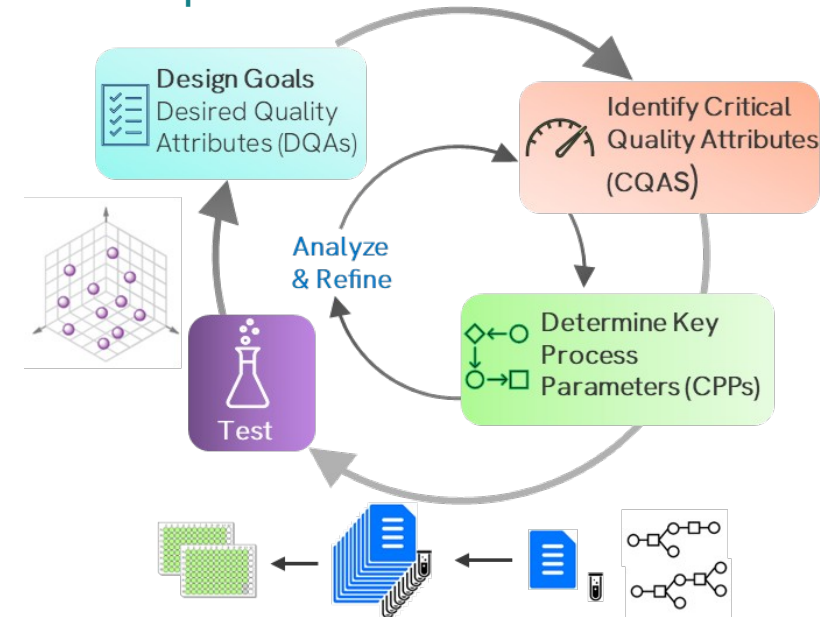 Design Goals
Desired Quality
Attributes (DQAs)
Identify Critical
Quality Attributes
(CQAS)
Analyze
& Refine
Determine Key
Process
Parameters (CPPs)
Test